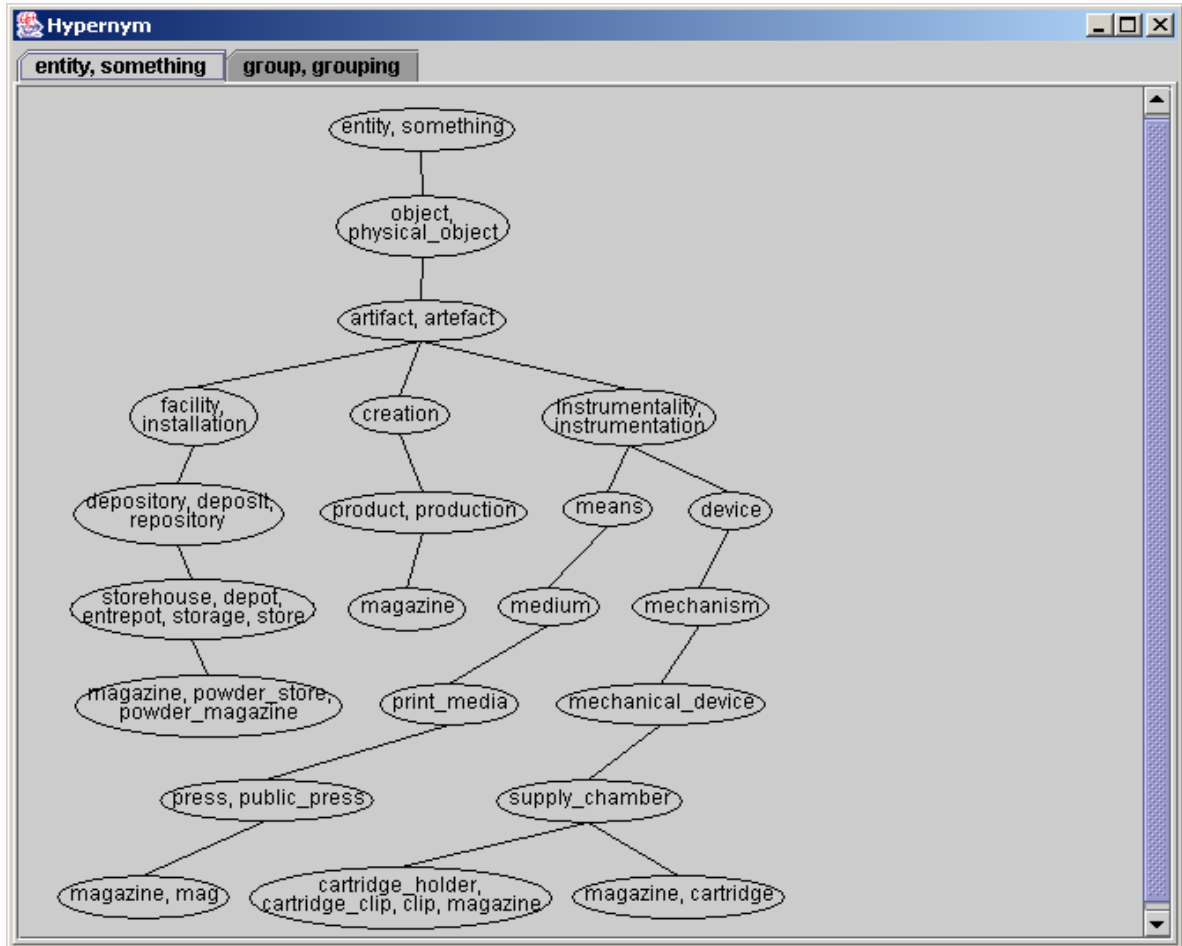 Hypernym
entity, something
group, grouping
entity, something
object,
physical_object
artifact, artefact
facility,
installation
creation
instrumentality,
instrumentation
depository, deposit,
repository
product, production
means
device
storehouse, depot,
entrepot, storage, store
magazine
medium
mechanism
magazine, powder_store,
powder_magazine
print_media
mechanical_device
press, public_press
supply_chamber
magazine, mag
cartridge_holder,
cartridge_clip, clip, magazine
magazine, cartridge